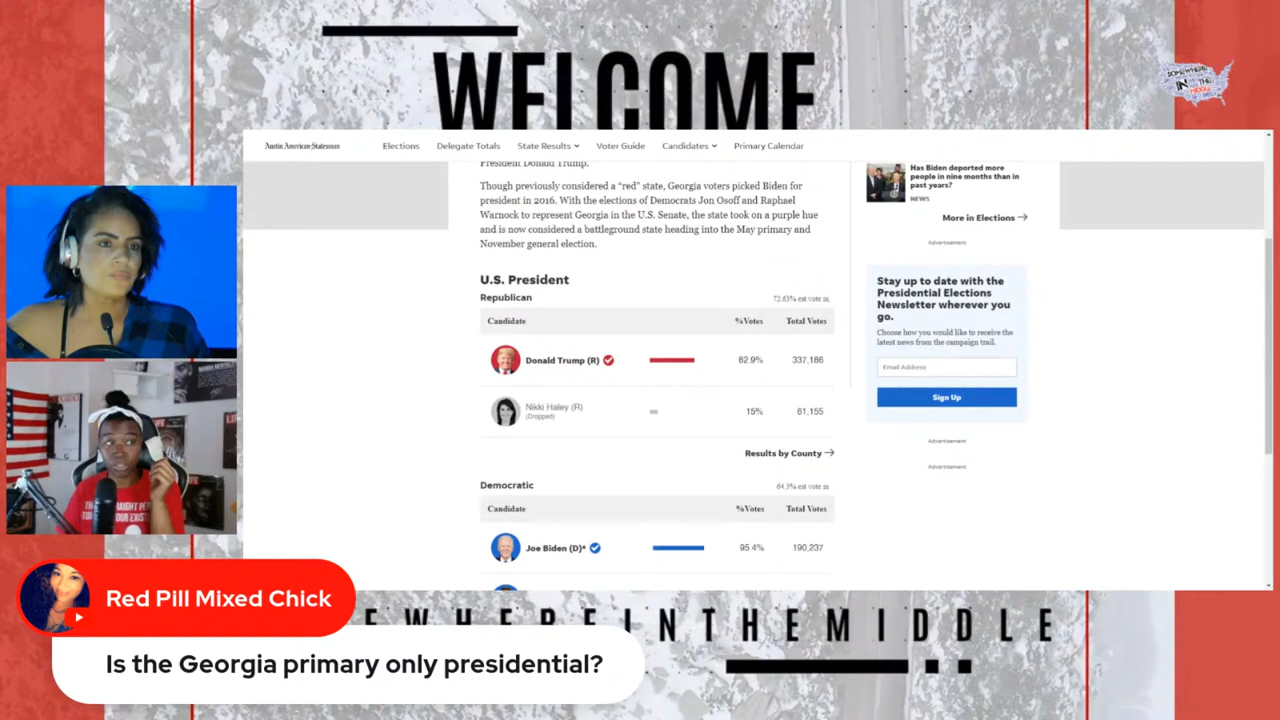 WELCOME
SOMEWHERE
IN THE
MIDDLE
Austin American-Statesman
Elections
Delegate Totals
State Results
Voter Guide
Candidates
Primary Calendar
President Donald Trump.
Though previously considered a “red” state, Georgia voters picked Biden for
president in 2016. With the elections of Democrats Jon Osoff and Raphael
Warnock to represent Georgia in the U.S. Senate, the state took on a purple hue
and is now considered a battleground state heading into the May primary and
November general election.
U.S. President
Republican
72.63% est vote in
Candidate
%Votes
Total Votes
Donald Trump (R)
82.9%
337,186
Nikki Haley (R)
(Dropped)
15%
61,155
Results by County
Democratic
64.3% est vote in
Candidate
%Votes
Total Votes
Joe Biden (D)*
95.4%
190,237
Has Biden deported more
people in nine months than in
past years?
NEWS
More in Elections
Advertisement
Stay up to date with the
Presidential Elections
Newsletter wherever you
go.
Choose how you would like to receive the
latest news from the campaign trail.
Email Address
Sign Up
Advertisement
Advertisement
EWHEREINTHEMIDDLE
Red Pill Mixed Chick
Is the Georgia primary only presidential?